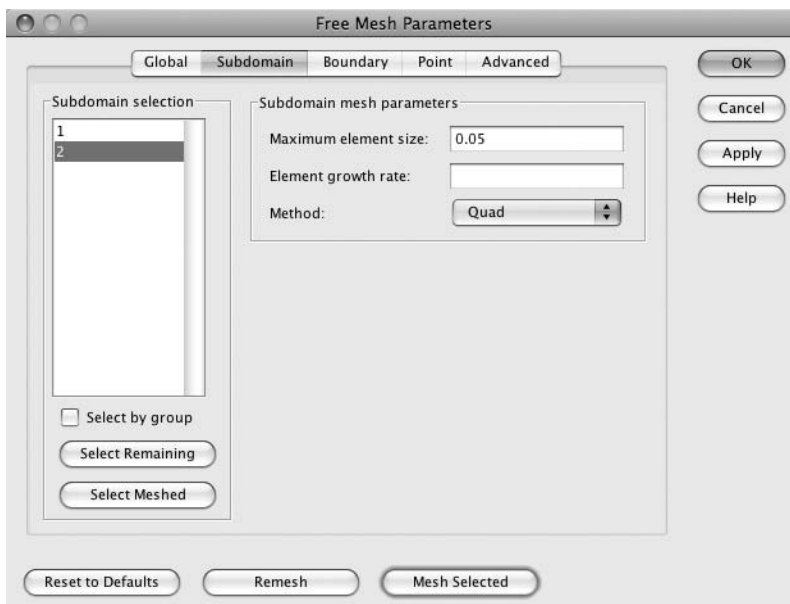 Free Mesh Parameters
Global Subdomain Boundary Point Advanced
Subdomain selection
1
2
Select by group
Select Remaining
Select Meshed
Subdomain mesh parameters
Maximum element size: 0.05
Element growth rate:
Method: Quad
OK
Cancel
Apply
Help
Reset to Defaults Remesh Mesh Selected